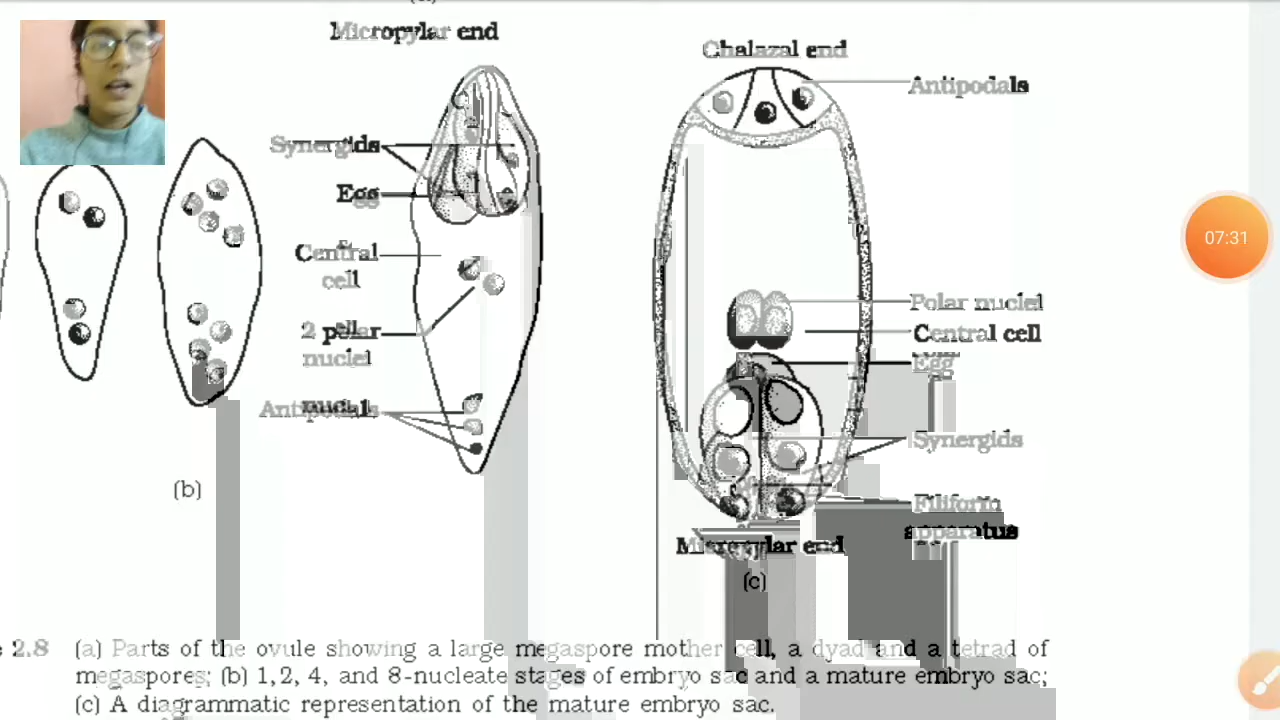 Micropylar end
Chalazal end
Antipodals
Synergids
Egg
Central
cell
2 polar
nuclei
Antipodals
(b)
Polar nuclei
Central cell
Egg
Synergids
Filiform
apparatus
Micropylar end
(c)
07:31
2.8 (a) Parts of the ovule showing a large megaspore mother cell, a dyad and a tetrad of
megaspores; (b) 1,2, 4, and 8-nucleate stages of embryo sac and a mature embryo sac;
(c) A diagrammatic representation of the mature embryo sac.